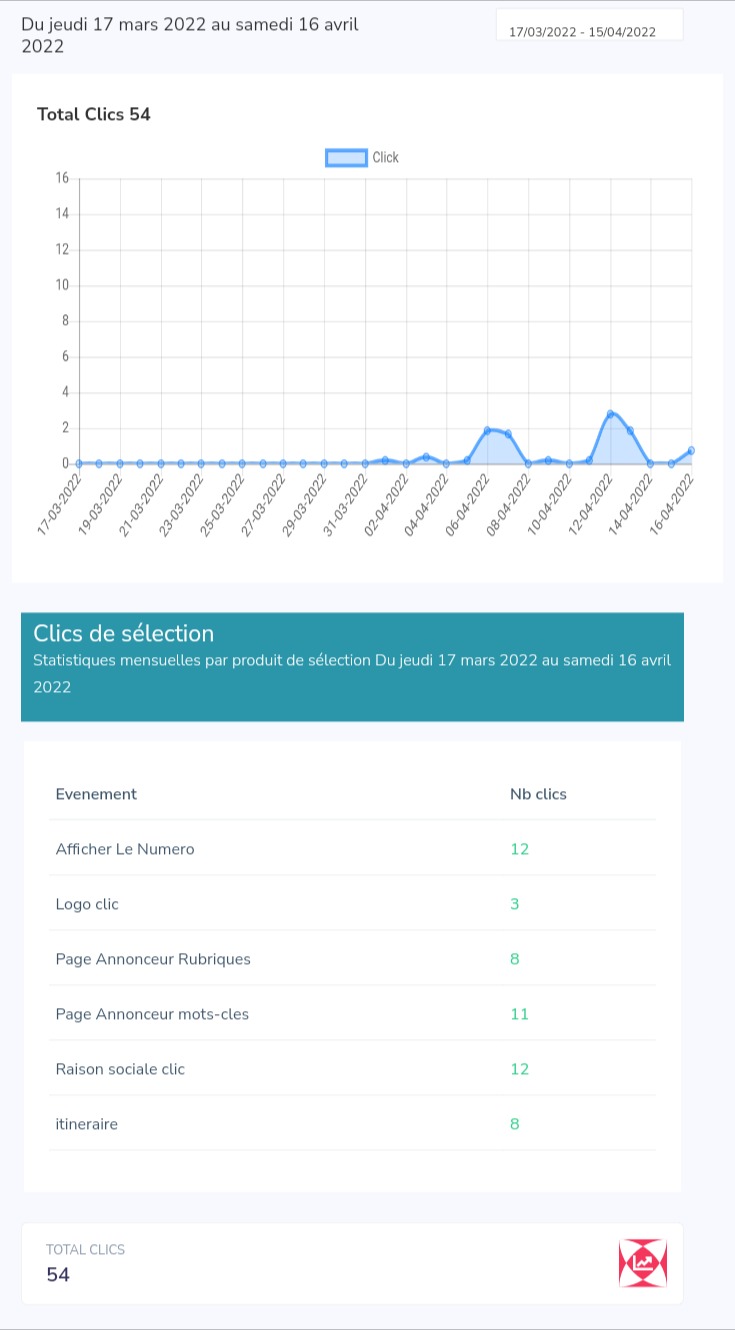 Du jeudi 17 mars 2022 au samedi 16 avril
2022
17/03/2022 - 15/04/2022
Total Clics 54
Click
16
14
12
10
8
6
4
2
0
17-03-2022
19-03-2022
21-03-2022
23-03-2022
25-03-2022
27-03-2022
29-03-2022
31-03-2022
02-04-2022
04-04-2022
06-04-2022
08-04-2022
10-04-2022
12-04-2022
14-04-2022
16-04-2022
Clics de sélection
Statistiques mensuelles par produit de sélection Du jeudi 17 mars 2022 au samedi 16 avril
2022
Evenement Nb clics
Afficher Le Numero 12
Logo clic 3
Page Annonceur Rubriques 8
Page Annonceur mots-cles 11
Raison sociale clic 12
itineraire 8
TOTAL CLICS
54